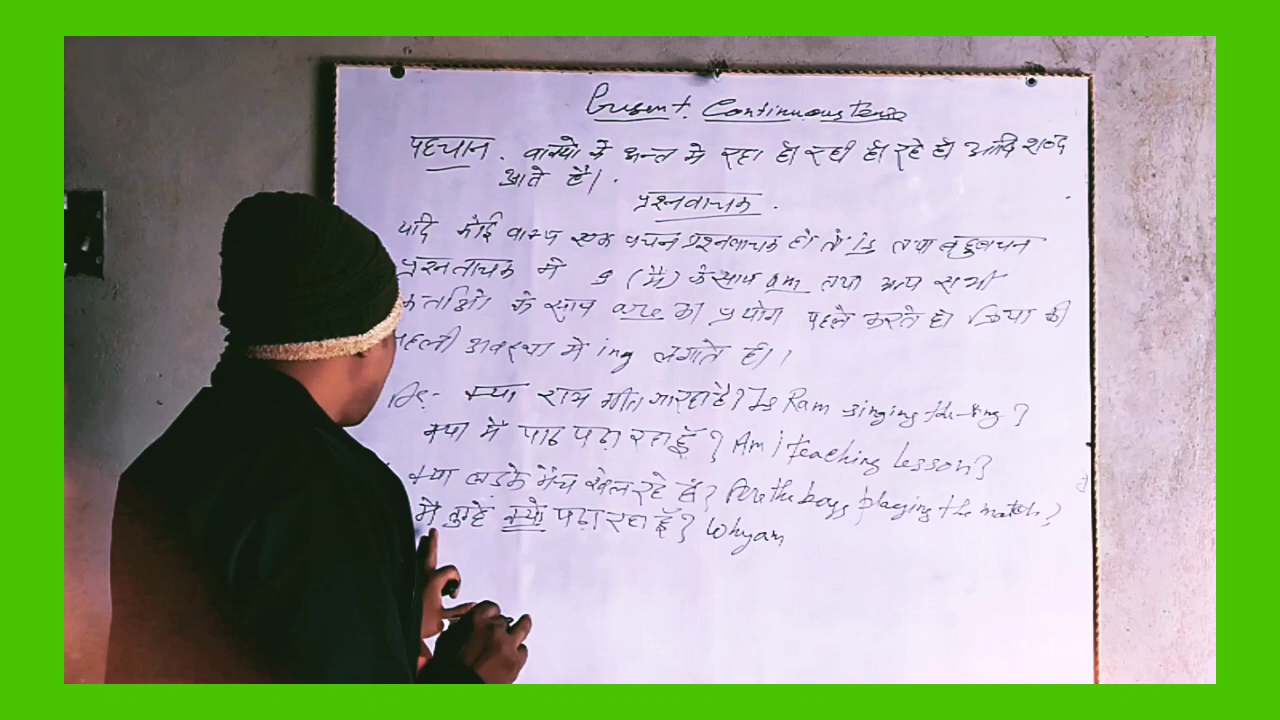 Present Continuous Tense
पहचान . वाक्यो के अन्त मे रहा हो रही हो रहे हो आदि शब्द
आते है। .
प्रश्नवाचक .
यदि कोई वाक्य एक वचन प्रश्नवाचक हो तो is तथा बहुवचन
प्रश्नवाचक मे I (मैं) के साथ am तथा अन्य सभी
कर्ताओ के साथ are का प्रयोग पहले करते हो क्रिया की
पहली अवस्था में ing लगाते है।।
क्या राम गीत गा रहा है? Is Ram singing the ?
क्या मैं पाठ पढ़ा रहा हूँ? Am i teaching lesson?
क्या लड़के मैच खेल रहे हैं? Are the boys playing the match?
मैं तुम्हे क्यो पढ़ा रहा हूँ? Why am